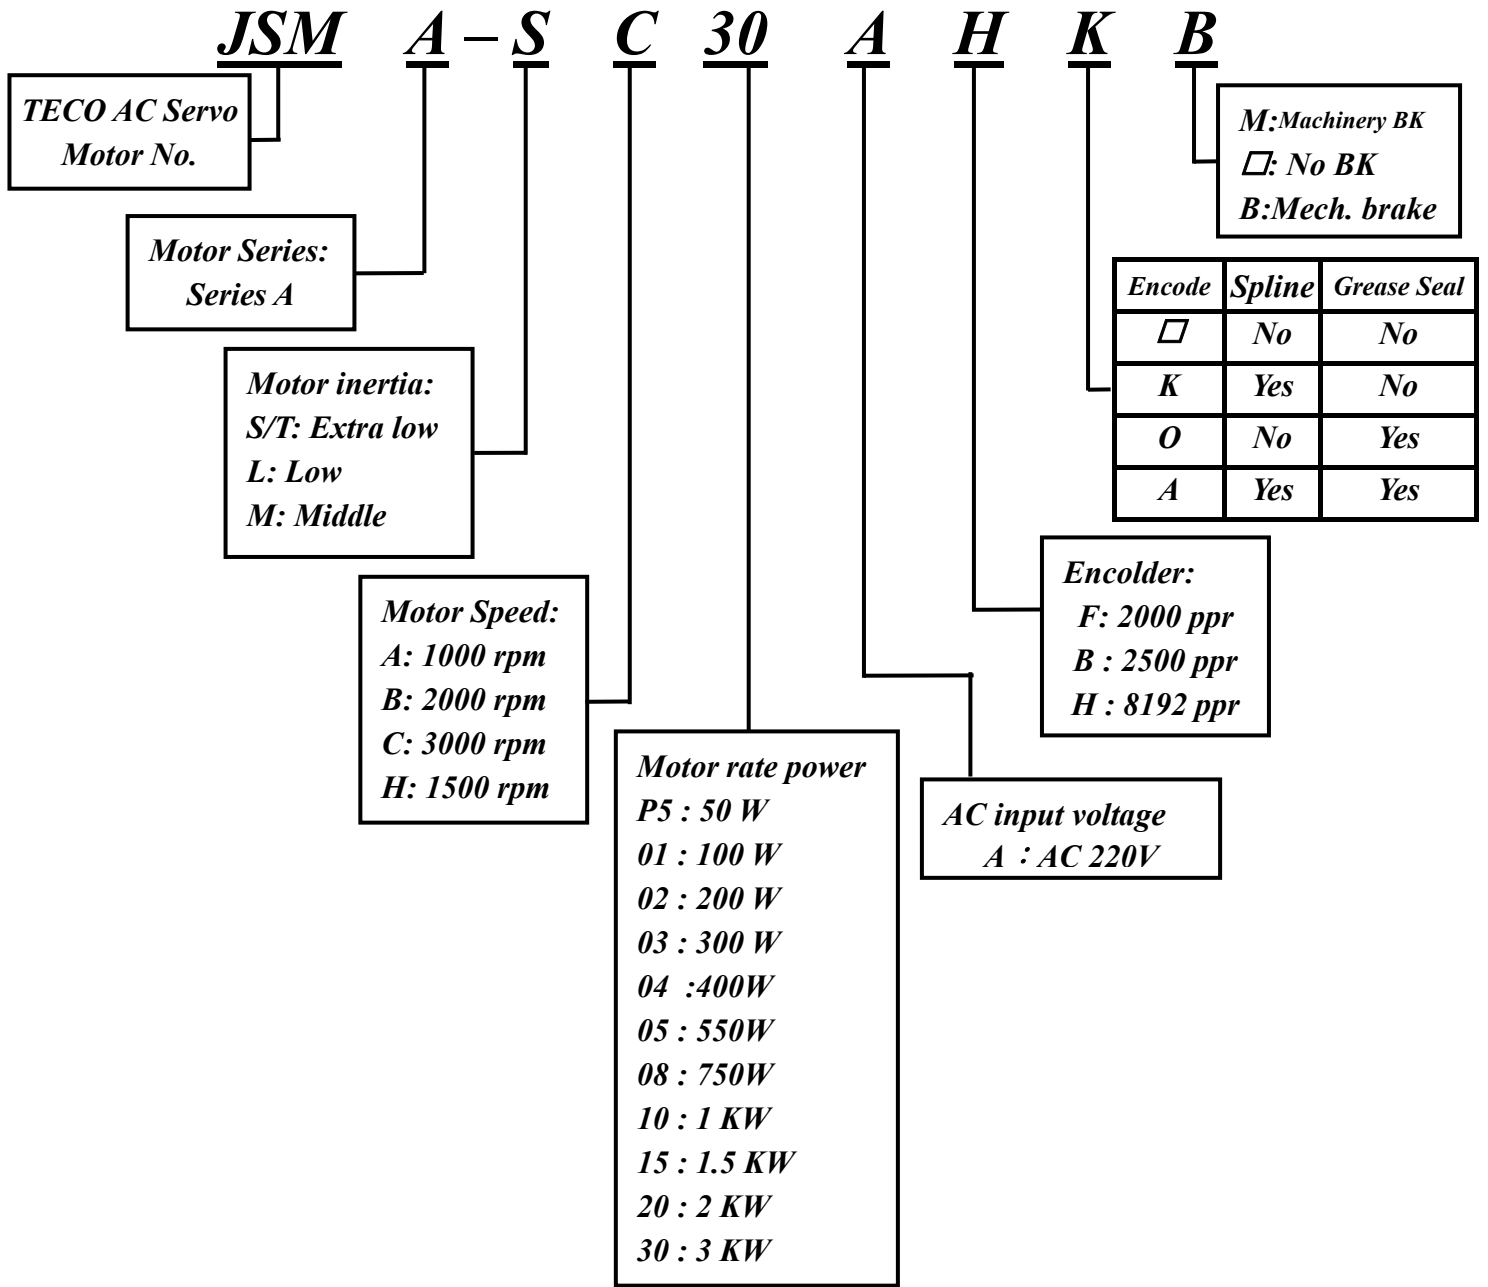 JSM A – S C 30 A H K B
TECO AC Servo
Motor No.
Motor Series:
Series A
Motor inertia:
S/T: Extra low
L: Low
M: Middle
Motor Speed:
A: 1000 rpm
B: 2000 rpm
C: 3000 rpm
H: 1500 rpm
Motor rate power
P5 : 50 W
01 : 100 W
02 : 200 W
03 : 300 W
04 :400W
05 : 550W
08 : 750W
10 : 1 KW
15 : 1.5 KW
20 : 2 KW
30 : 3 KW
AC input voltage
A：AC 220V
Encolder:
F: 2000 ppr
B : 2500 ppr
H : 8192 ppr
Encode Spline Grease Seal
□ No No
K Yes No
O No Yes
A Yes Yes
M:Machinery BK
□: No BK
B:Mech. brake